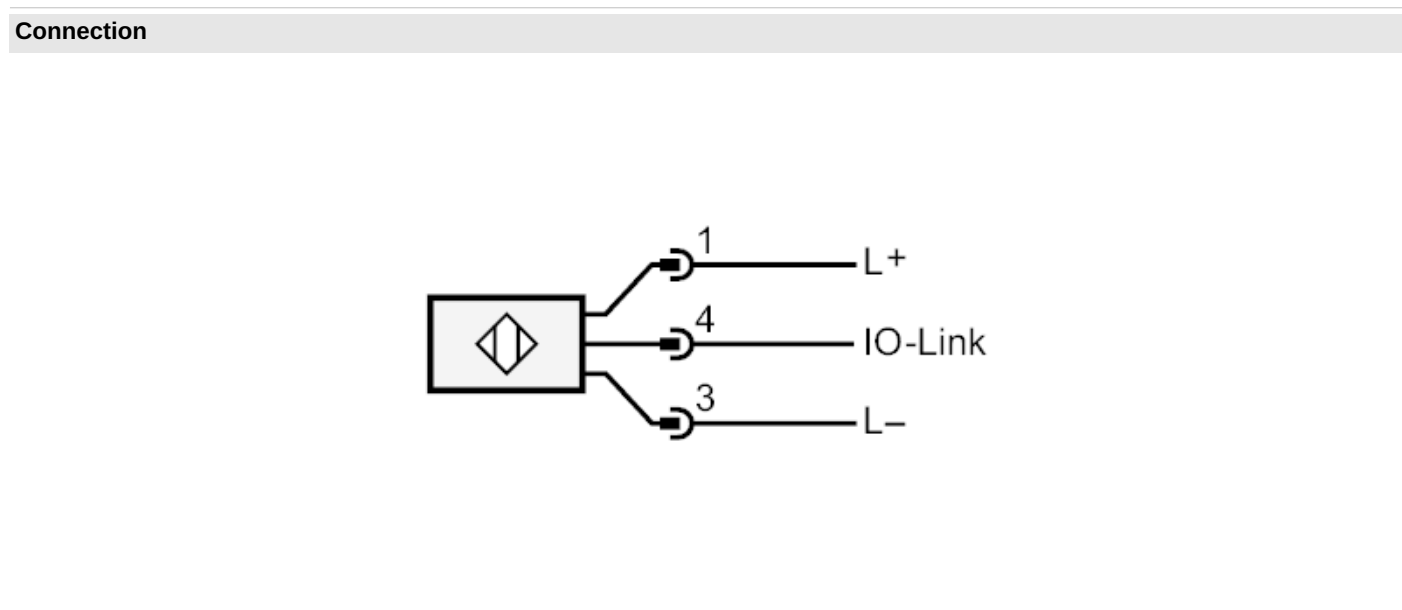 Connection
1
L+
4
IO-Link
3
L–